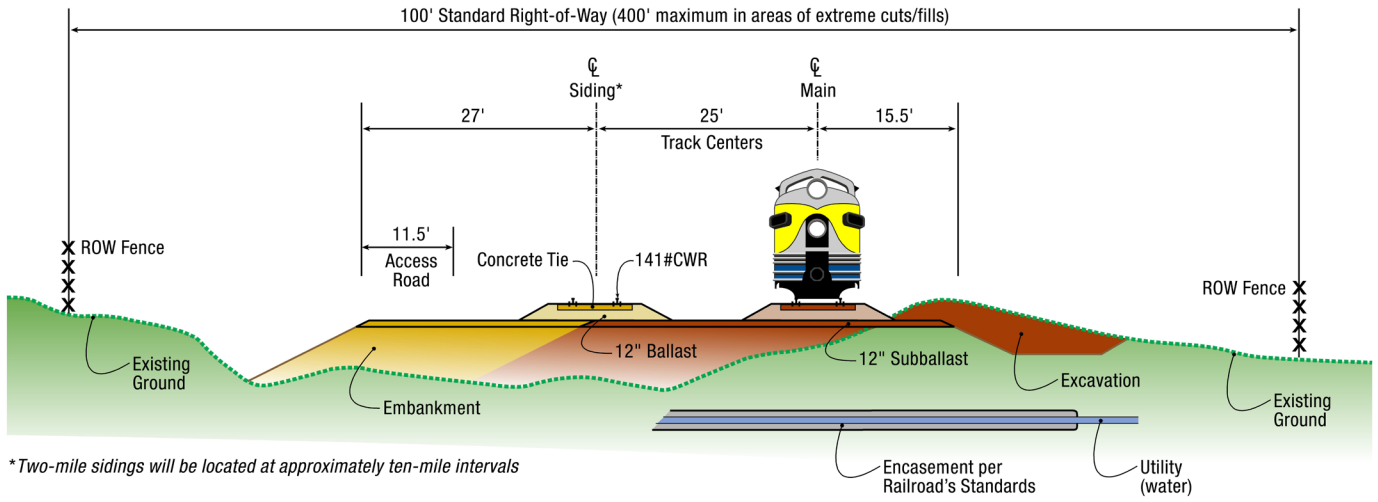 100' Standard Right-of-Way (400' maximum in areas of extreme cuts/fills)
℄
Siding*
℄
Main
27'
25'
15.5'
Track Centers
11.5'
Access
Road
X ROW Fence
X
X
X
Concrete Tie
141#CWR
ROW Fence X
X
X
X
12" Ballast
12" Subballast
Existing
Ground
Embankment
Excavation
Existing
Ground
Encasement per
Railroad's Standards
Utility
(water)
*Two-mile sidings will be located at approximately ten-mile intervals